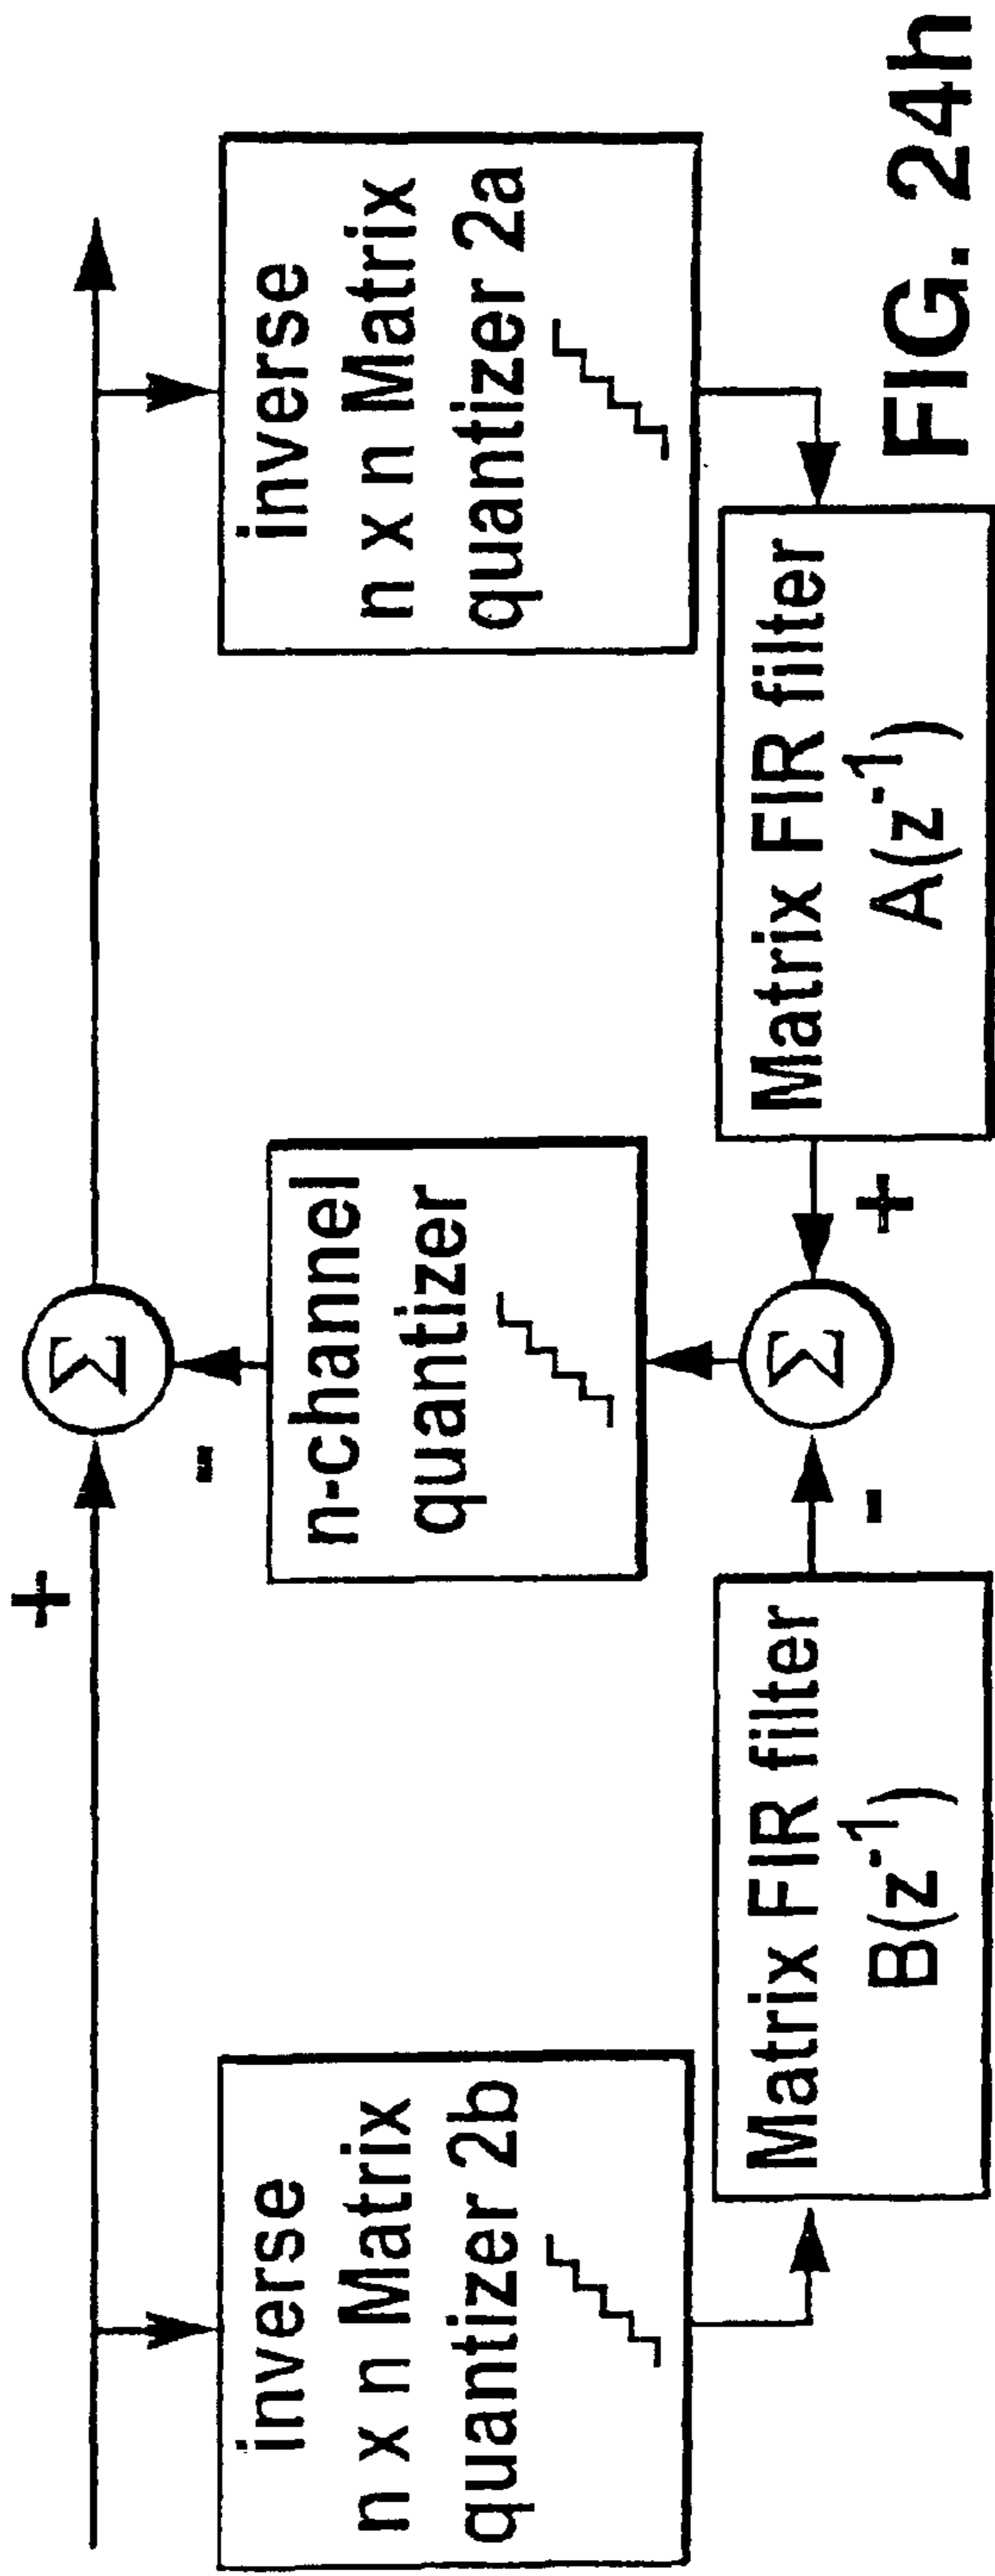 +
Σ
-
inverse
n x n Matrix
quantizer 2b
n-channel
quantizer
inverse
n x n Matrix
quantizer 2a
Matrix FIR filter
B(z⁻¹)
-
Σ
+
Matrix FIR filter
A(z⁻¹)
FIG. 24h